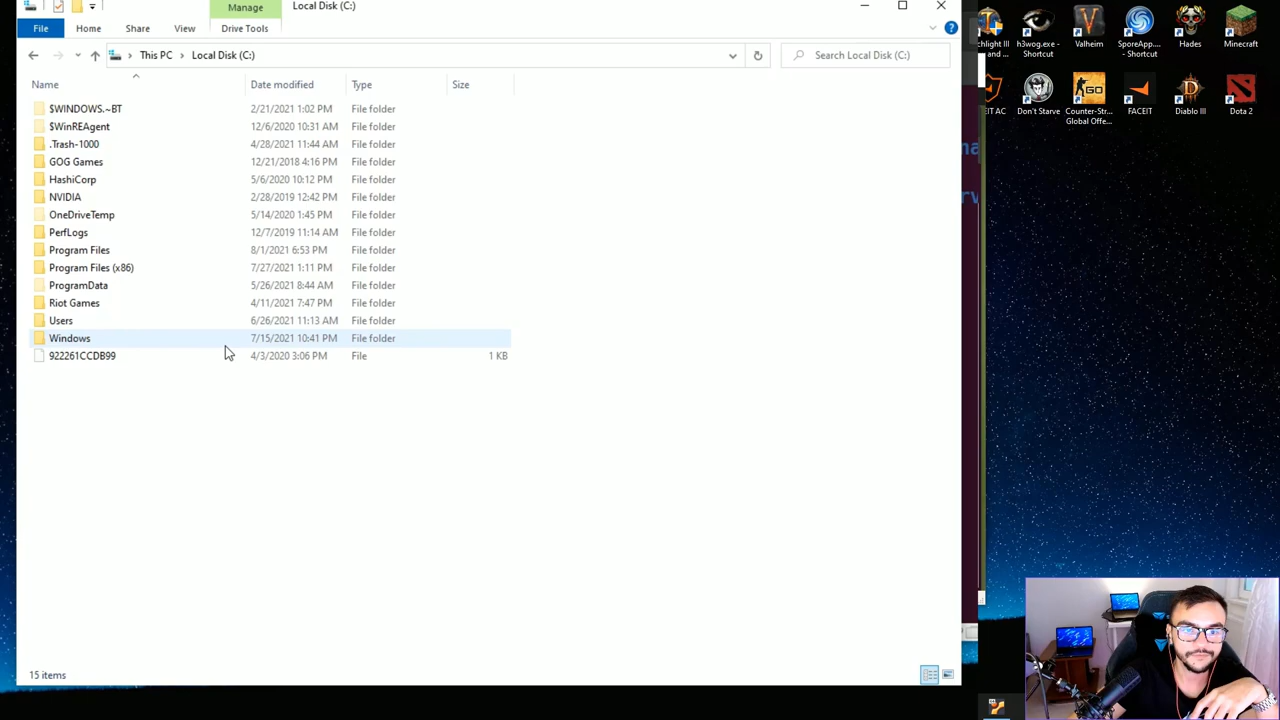 Manage
Local Disk (C:)
File
Home
Share
View
Drive Tools
This PC
Local Disk (C:)
Search Local Disk (C:)
Name
Date modified
Type
Size
$WINDOWS.~BT 2/21/2021 1:02 PM File folder
$WinREAgent 12/6/2020 10:31 AM File folder
.Trash-1000 4/28/2021 11:44 AM File folder
GOG Games 12/21/2018 4:16 PM File folder
HashiCorp 5/6/2020 10:12 PM File folder
NVIDIA 2/28/2019 12:42 PM File folder
OneDriveTemp 5/14/2020 1:45 PM File folder
PerfLogs 12/7/2019 11:14 AM File folder
Program Files 8/1/2021 6:53 PM File folder
Program Files (x86) 7/27/2021 1:11 PM File folder
ProgramData 5/26/2021 8:44 AM File folder
Riot Games 4/11/2021 7:47 PM File folder
Users 6/26/2021 11:13 AM File folder
Windows 7/15/2021 10:41 PM File folder
922261CCDB99 4/3/2020 3:06 PM File 1 KB
15 items
chlight III
and ...
h3wog.exe -
Shortcut
Valheim
SporeApp....
- Shortcut
Hades
Minecraft
EIT AC
Don't Starve
Counter-Str...
Global Offe...
FACEIT
Diablo III
Dota 2
GO